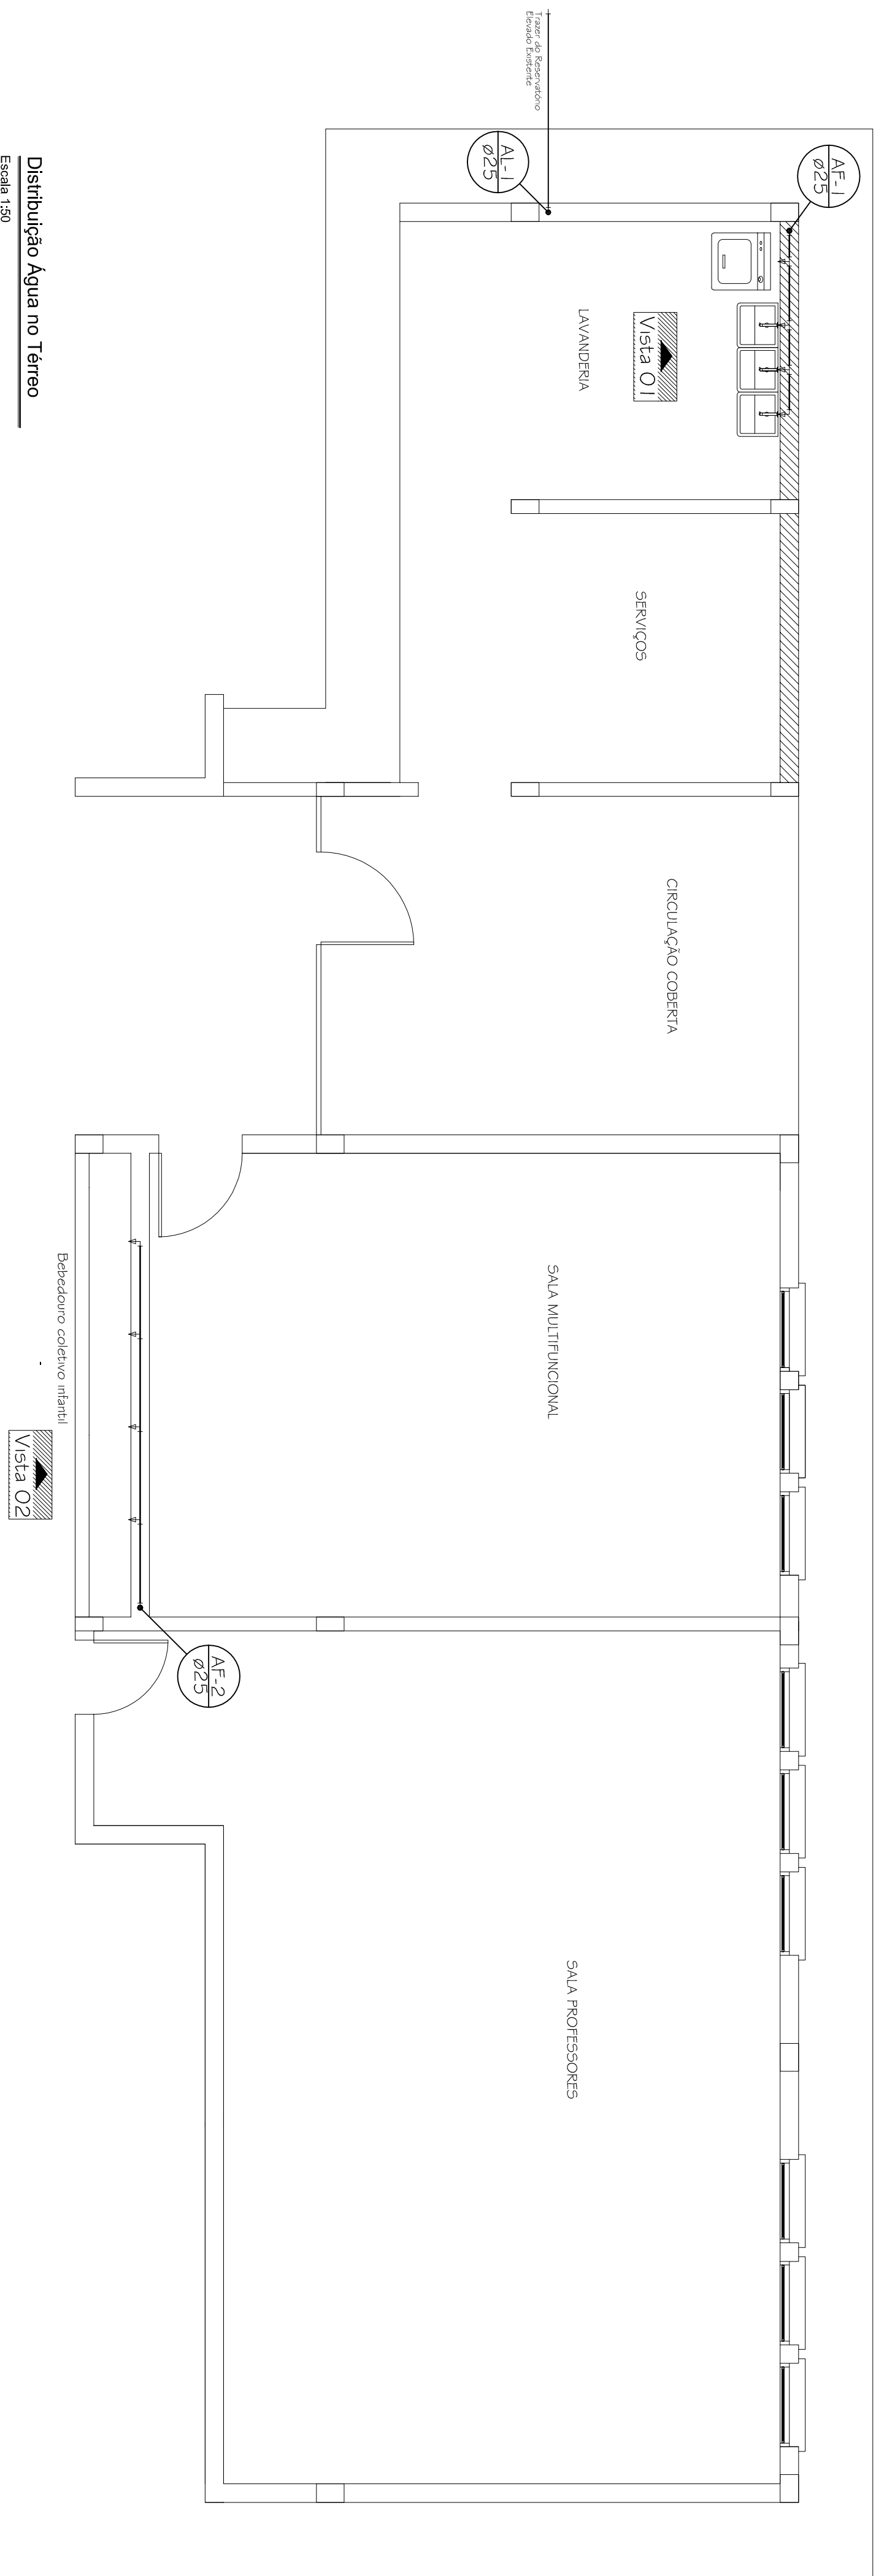 Trazer do Reservatório
Elevado Existente
AL-1
ø25
AF-1
ø25
LAVANDERIA
Vista 01
SERVIÇOS
CIRCULAÇÃO COBERTA
SALA MULTIFUNCIONAL
Bebedouro coletivo infantil
-
Vista 02
AF-2
ø25
SALA PROFESSORES
Distribuição Água no Térreo
Escala 1:50